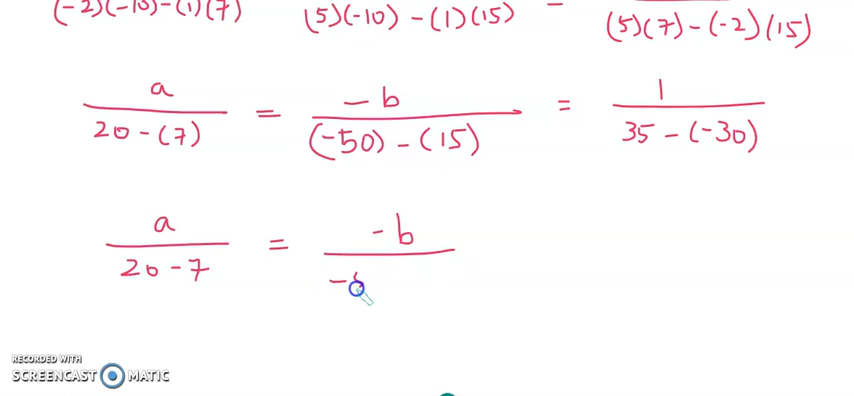 (-2)(-10) - (1)(7)   (5)(-10) - (1)(15) =   (5)(7) - (-2)(15)
a/(20 - (7)) = -b/((-50) - (15)) = 1/(35 - (-30))
a/(20 - 7) = -b/-
RECORDED WITH
SCREENCAST MATIC